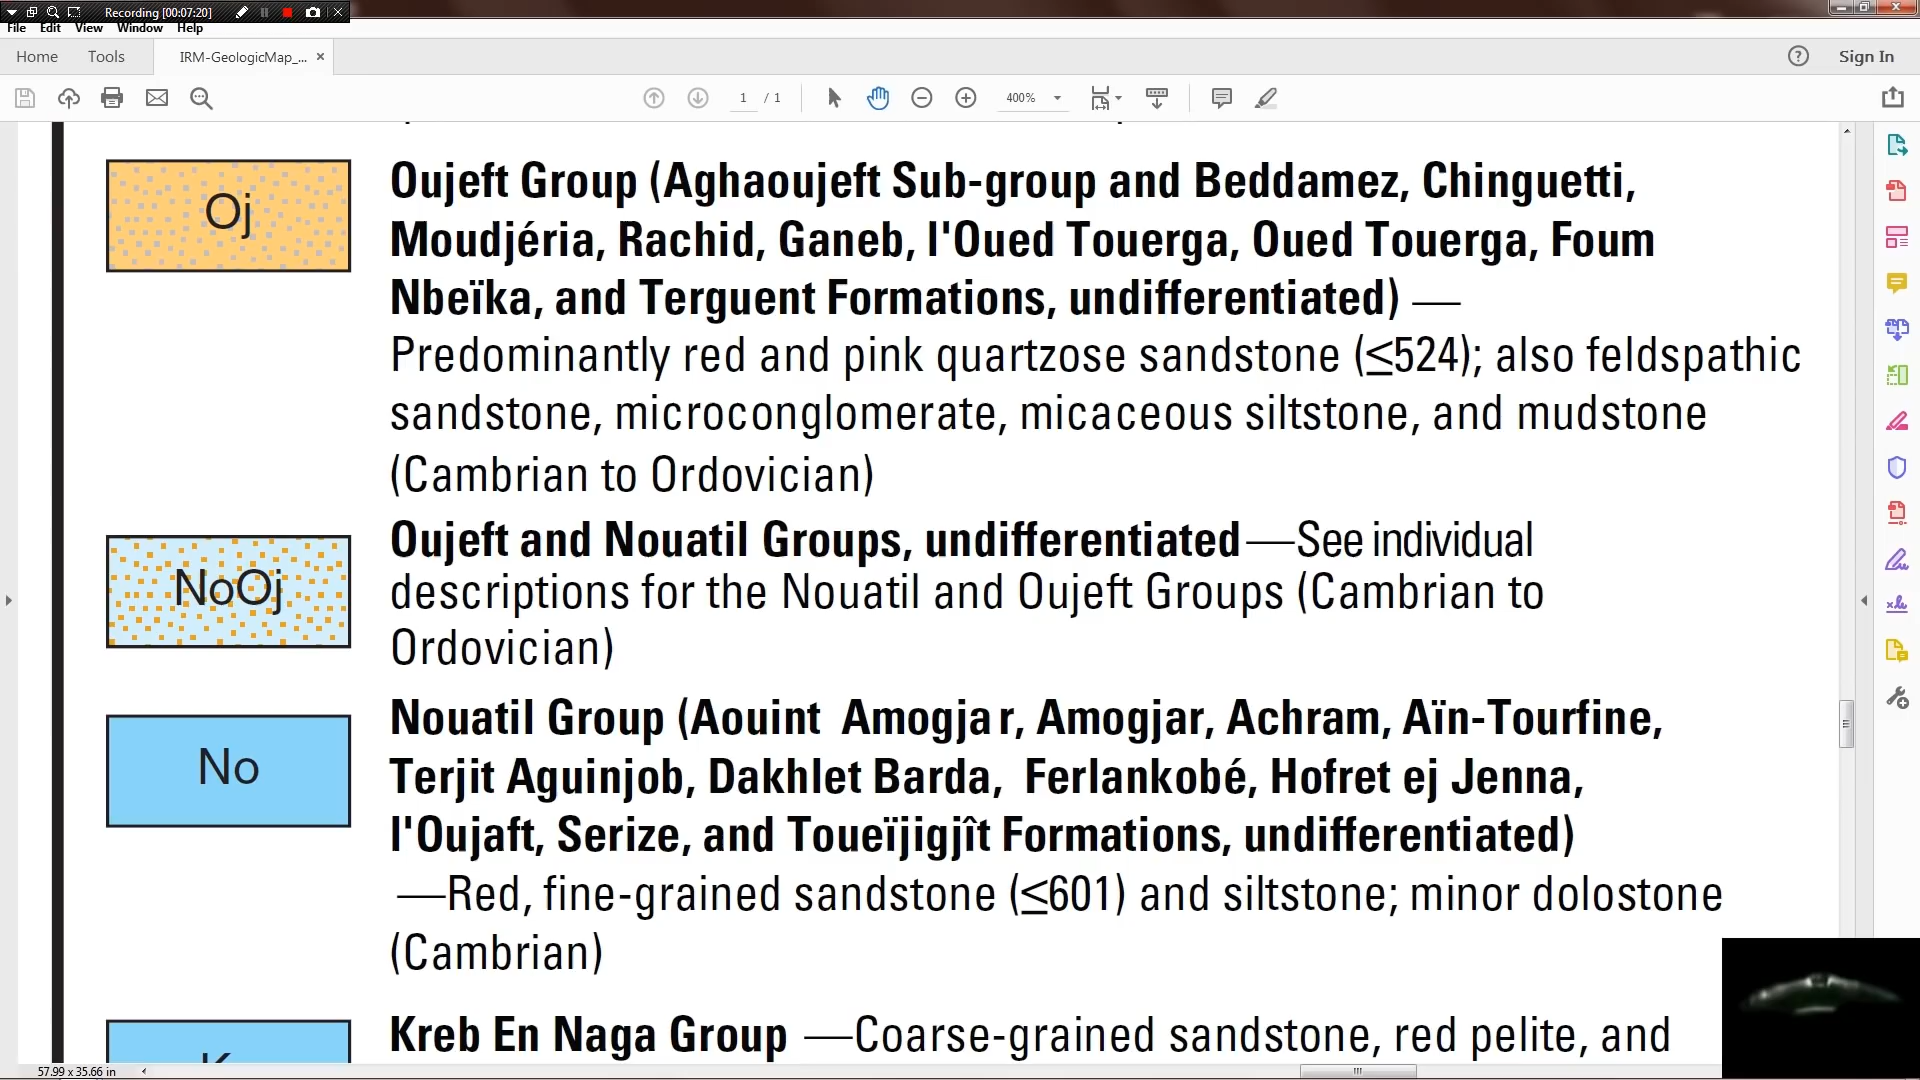 Recording [00:07:20]
File Edit View Window Help
Home Tools IRM-GeologicMap_... × Sign In
1 / 1 400%
Oj
Oujeft Group (Aghaoujeft Sub-group and Beddamez, Chinguetti,
Moudjéria, Rachid, Ganeb, l'Oued Touerga, Oued Touerga, Foum
Nbeïka, and Terguent Formations, undifferentiated) —
Predominantly red and pink quartzose sandstone (≤524); also feldspathic
sandstone, microconglomerate, micaceous siltstone, and mudstone
(Cambrian to Ordovician)
NoOj
Oujeft and Nouatil Groups, undifferentiated—See individual
descriptions for the Nouatil and Oujeft Groups (Cambrian to
Ordovician)
No
Nouatil Group (Aouint Amogja r, Amogjar, Achram, Aïn-Tourfine,
Terjit Aguinjob, Dakhlet Barda, Ferlankobé, Hofret ej Jenna,
l'Oujaft, Serize, and Toueïjigjît Formations, undifferentiated)
—Red, fine-grained sandstone (≤601) and siltstone; minor dolostone
(Cambrian)
Kreb En Naga Group —Coarse-grained sandstone, red pelite, and
57.99 x 35.66 in